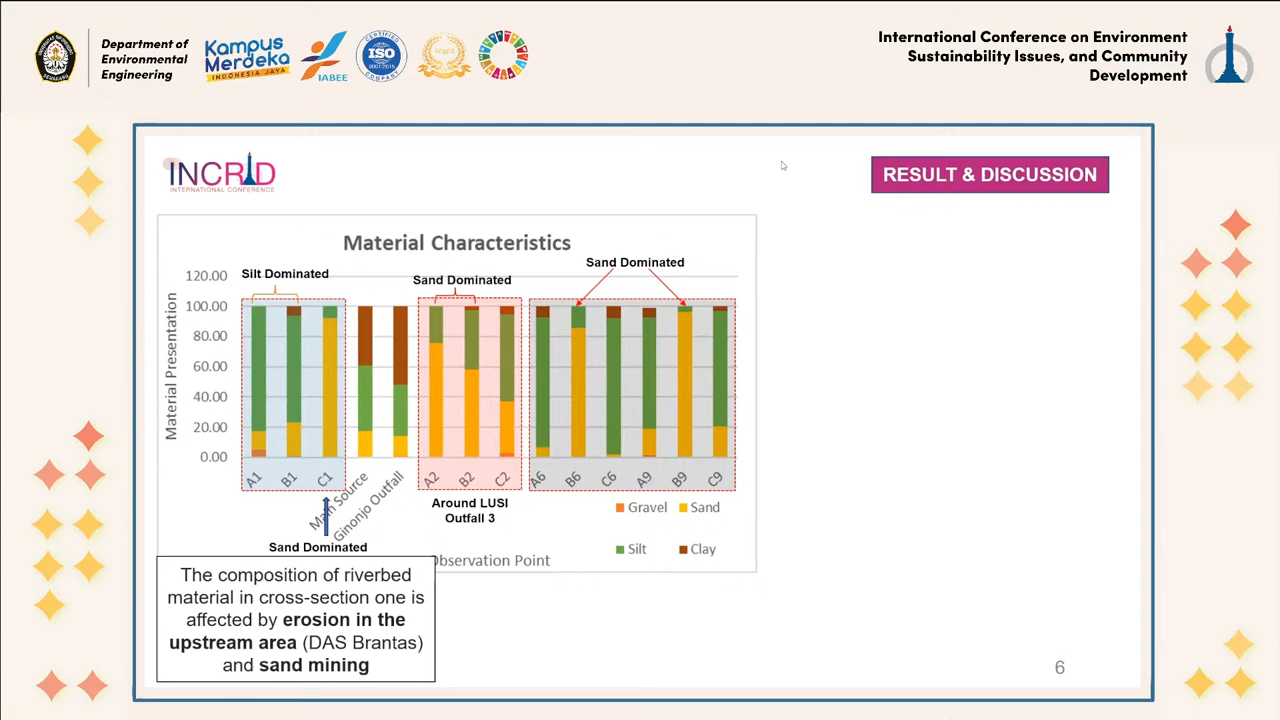 Department of
Environmental
Engineering
Kampus
Merdeka
INDONESIA JAYA
IABEE
CERTIFIED
ISO
9001:2015
COMPANY
Unggul
International Conference on Environment
Sustainability Issues, and Community
Development
INCRID
INTERNATIONAL CONFERENCE
RESULT & DISCUSSION
Material Characteristics
Material Presentation
120.00
100.00
80.00
60.00
40.00
20.00
0.00
Silt Dominated
Sand Dominated
Sand Dominated
A1
B1
C1
Main Source
Ginonjo Outfall
A2
B2
C2
A6
B6
C6
A9
B9
C9
Around LUSI
Outfall 3
Sand Dominated
Gravel
Sand
Silt
Clay
Observation Point
The composition of riverbed
material in cross-section one is
affected by erosion in the
upstream area (DAS Brantas)
and sand mining
6